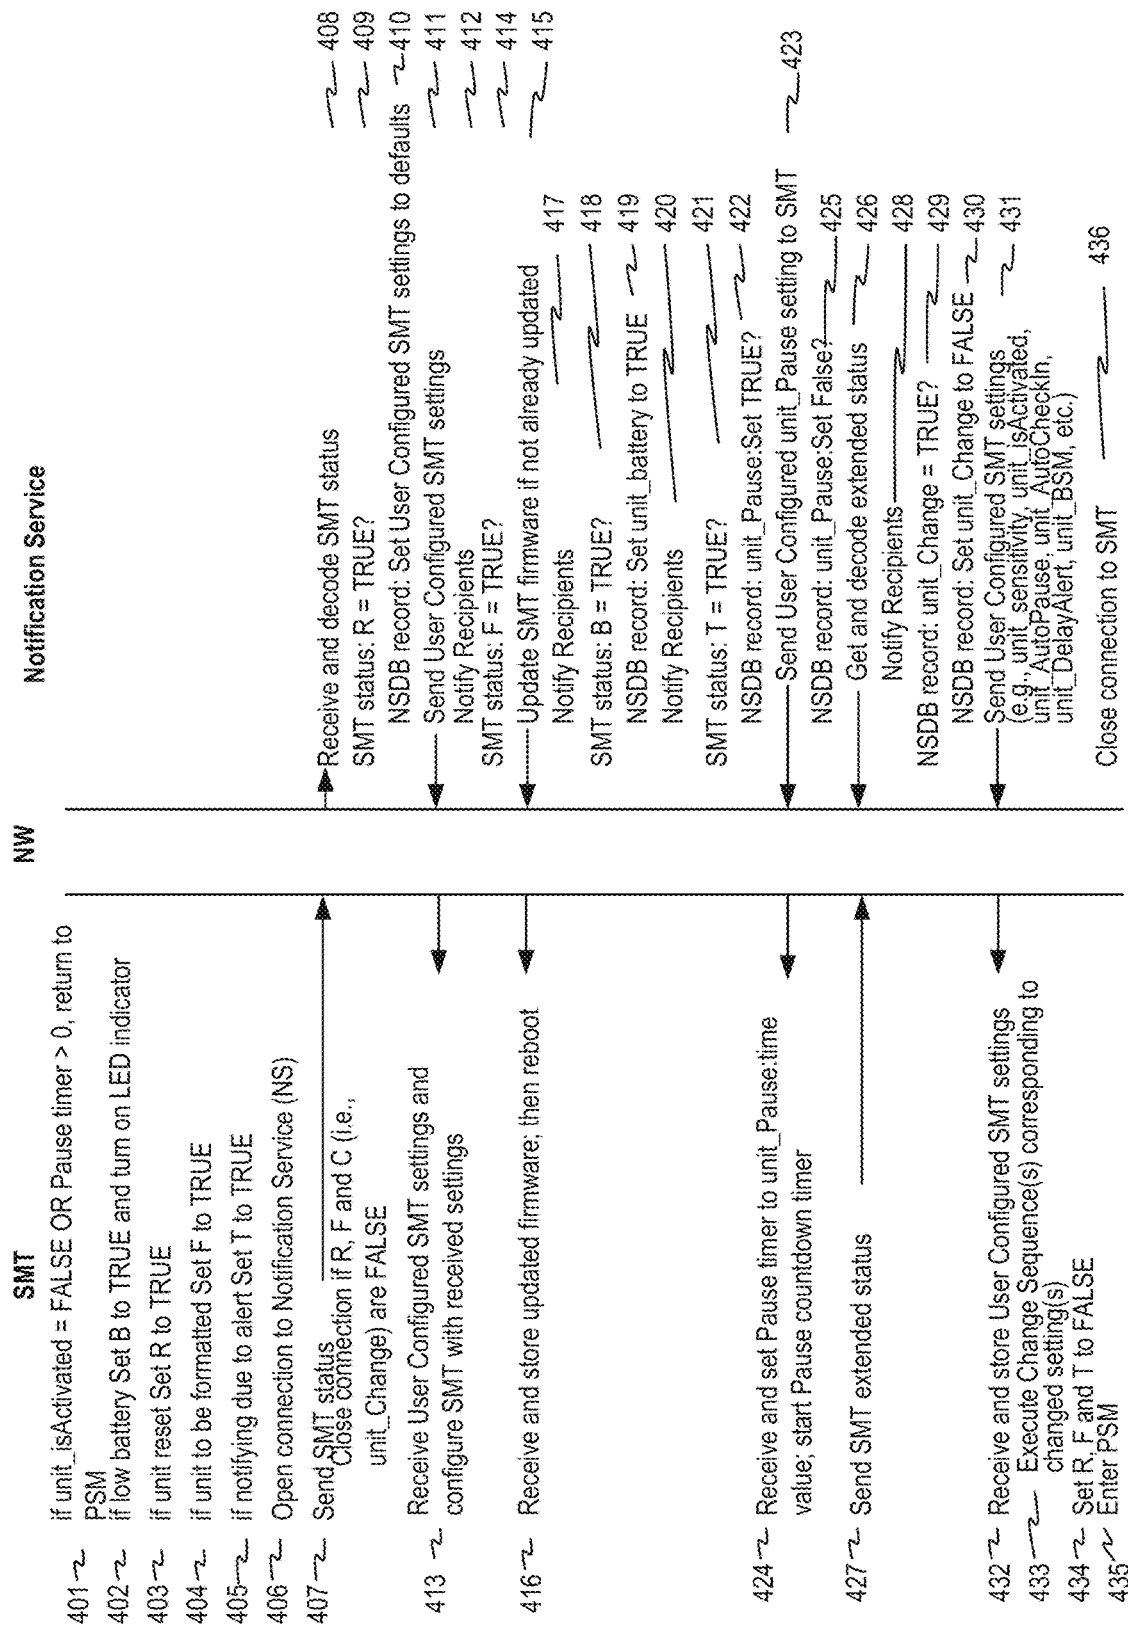 SMT
NW
Notification Service
401
if unit_isActivated = FALSE OR Pause timer > 0, return to
PSM
402
if low battery Set B to TRUE and turn on LED indicator
403
if unit reset Set R to TRUE
404
if unit to be formatted Set F to TRUE
405
if notifying due to alert Set T to TRUE
406
Open connection to Notification Service (NS)
407
Send SMT status
Close connection if R, F and C (i.e.,
unit_Change) are FALSE
Receive and decode SMT status
408
SMT status: R = TRUE?
409
NSDB record: Set User Configured SMT settings to defaults
410
Send User Configured SMT settings
411
Notify Recipients
412
413
Receive User Configured SMT settings and
configure SMT with received settings
SMT status: F = TRUE?
414
Update SMT firmware if not already updated
415
416
Receive and store updated firmware; then reboot
Notify Recipients
417
SMT status: B = TRUE?
418
NSDB record: Set unit_battery to TRUE
419
Notify Recipients
420
SMT status: T = TRUE?
421
NSDB record: unit_Pause:Set TRUE?
422
Send User Configured unit_Pause setting to SMT
423
424
Receive and set Pause timer to unit_Pause:time
value; start Pause countdown timer
NSDB record: unit_Pause:Set False?
425
Get and decode extended status
426
427
Send SMT extended status
Notify Recipients
428
NSDB record: unit_Change = TRUE?
429
NSDB record: Set unit_Change to FALSE
430
Send User Configured SMT settings
(e.g., unit_sensitivity, unit_isActivated,
unit_AutoPause, unit_AutoCheckIn,
unit_DelayAlert, unit_BSM, etc.)
431
432
Receive and store User Configured SMT settings
433
Execute Change Sequence(s) corresponding to
changed setting(s)
434
Set R, F and T to FALSE
435
Enter PSM
Close connection to SMT
436